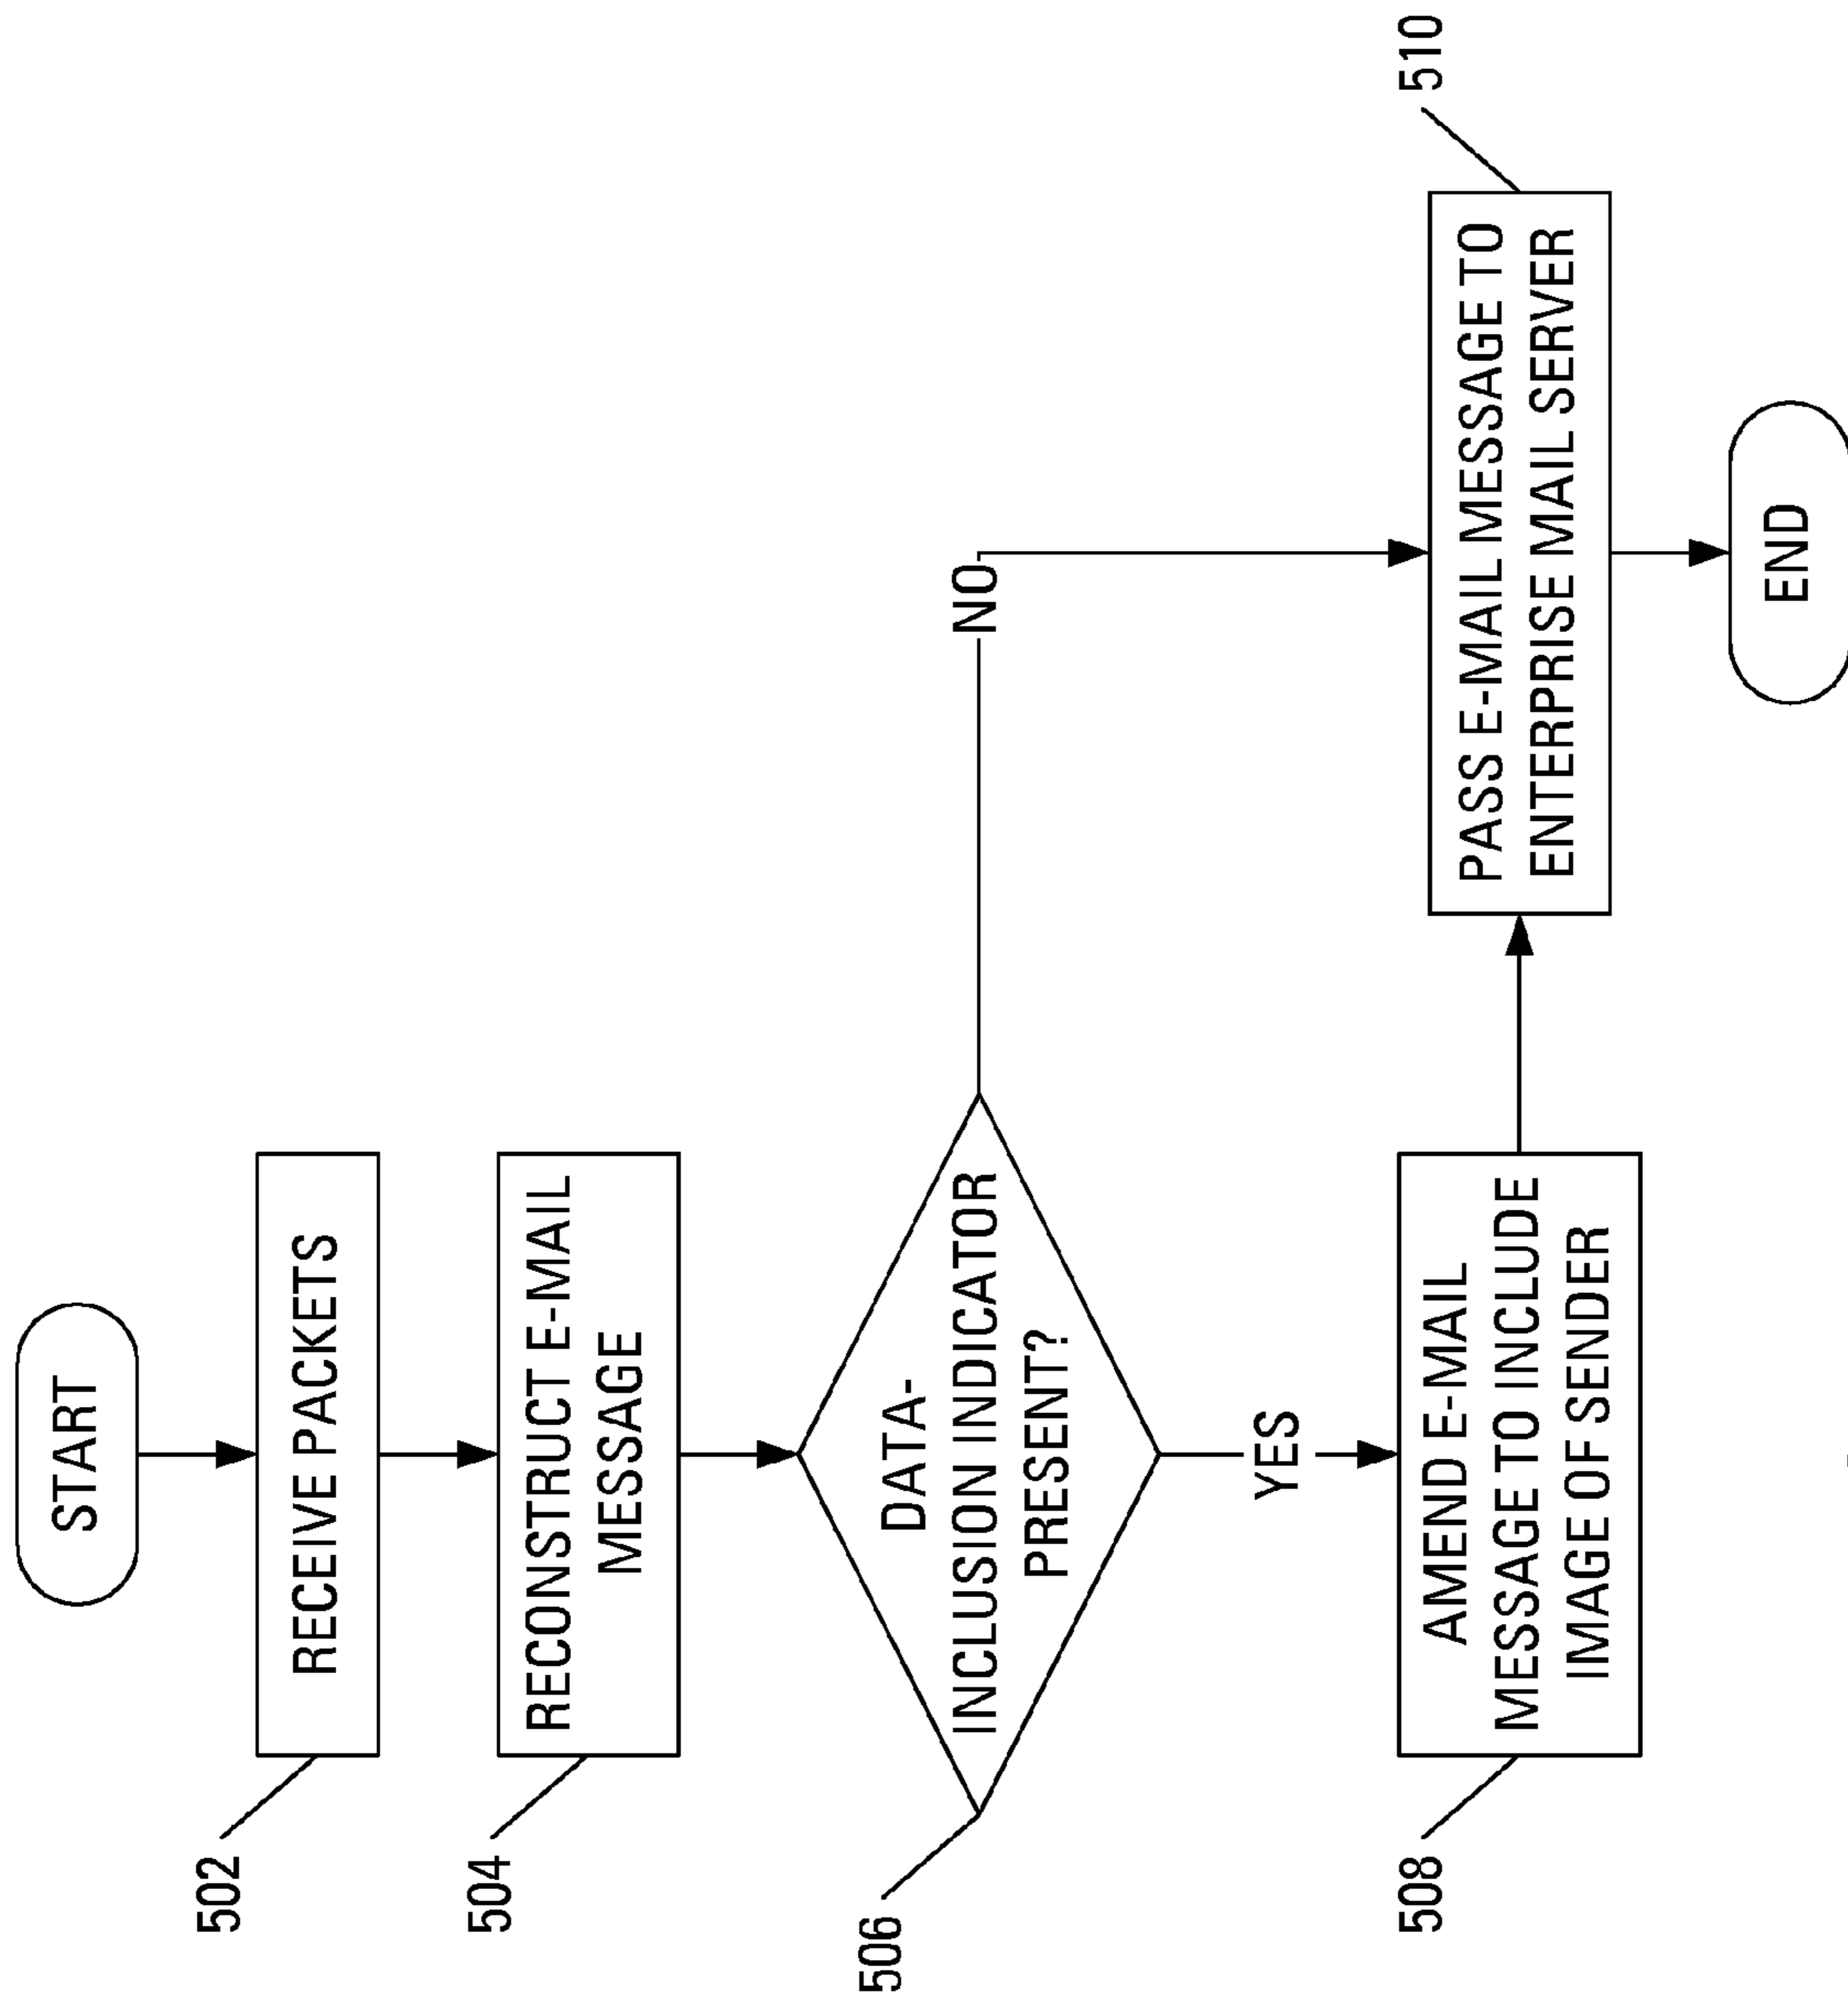 START
502
RECEIVE PACKETS
504
RECONSTRUCT E-MAIL
MESSAGE
506
DATA-
INCLUSION INDICATOR
PRESENT?
NO
YES
508
AMEND E-MAIL
MESSAGE TO INCLUDE
IMAGE OF SENDER
510
PASS E-MAIL MESSAGE TO
ENTERPRISE MAIL SERVER
END